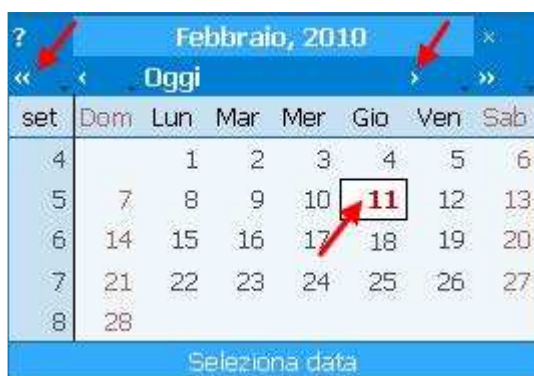 ? Febbraio, 2010 ×
« ‹ Oggi › »
set Dom Lun Mar Mer Gio Ven Sab
4 1 2 3 4 5 6
5 7 8 9 10 11 12 13
6 14 15 16 17 18 19 20
7 21 22 23 24 25 26 27
8 28
Seleziona data